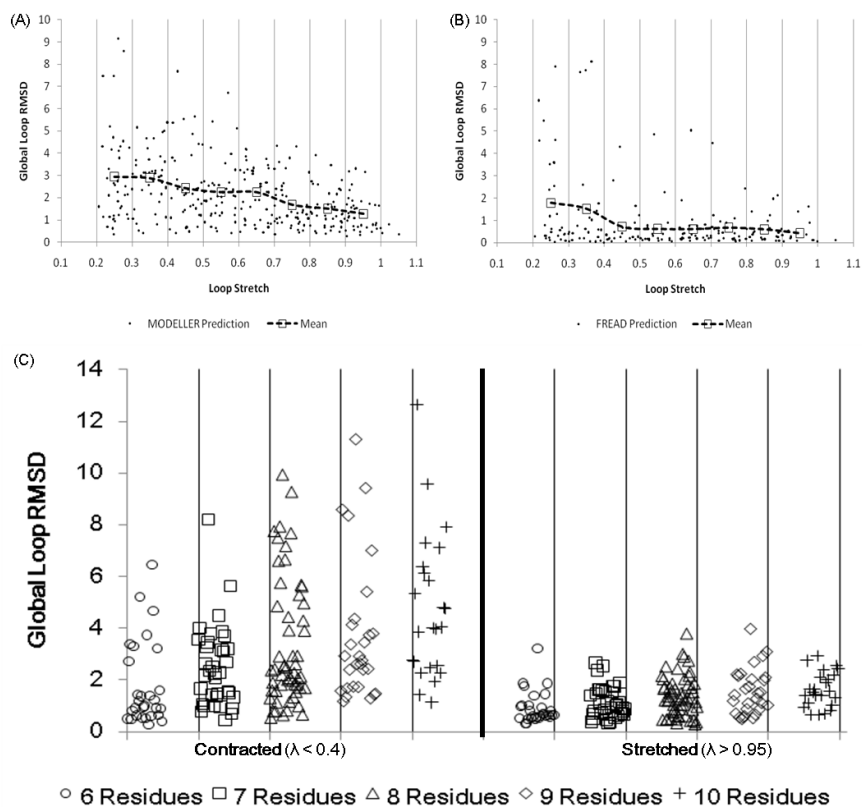 (A)
Global Loop RMSD
10
9
8
7
6
5
4
3
2
1
0
0.1 0.2 0.3 0.4 0.5 0.6 0.7 0.8 0.9 1 1.1
Loop Stretch
MODELLER Prediction Mean
(B)
Global Loop RMSD
10
9
8
7
6
5
4
3
2
1
0
0.1 0.2 0.3 0.4 0.5 0.6 0.7 0.8 0.9 1 1.1
Loop Stretch
FREAD Prediction Mean
(C)
Global Loop RMSD
14
12
10
8
6
4
2
0
Contracted (λ < 0.4) Stretched (λ > 0.95)
6 Residues 7 Residues 8 Residues 9 Residues 10 Residues